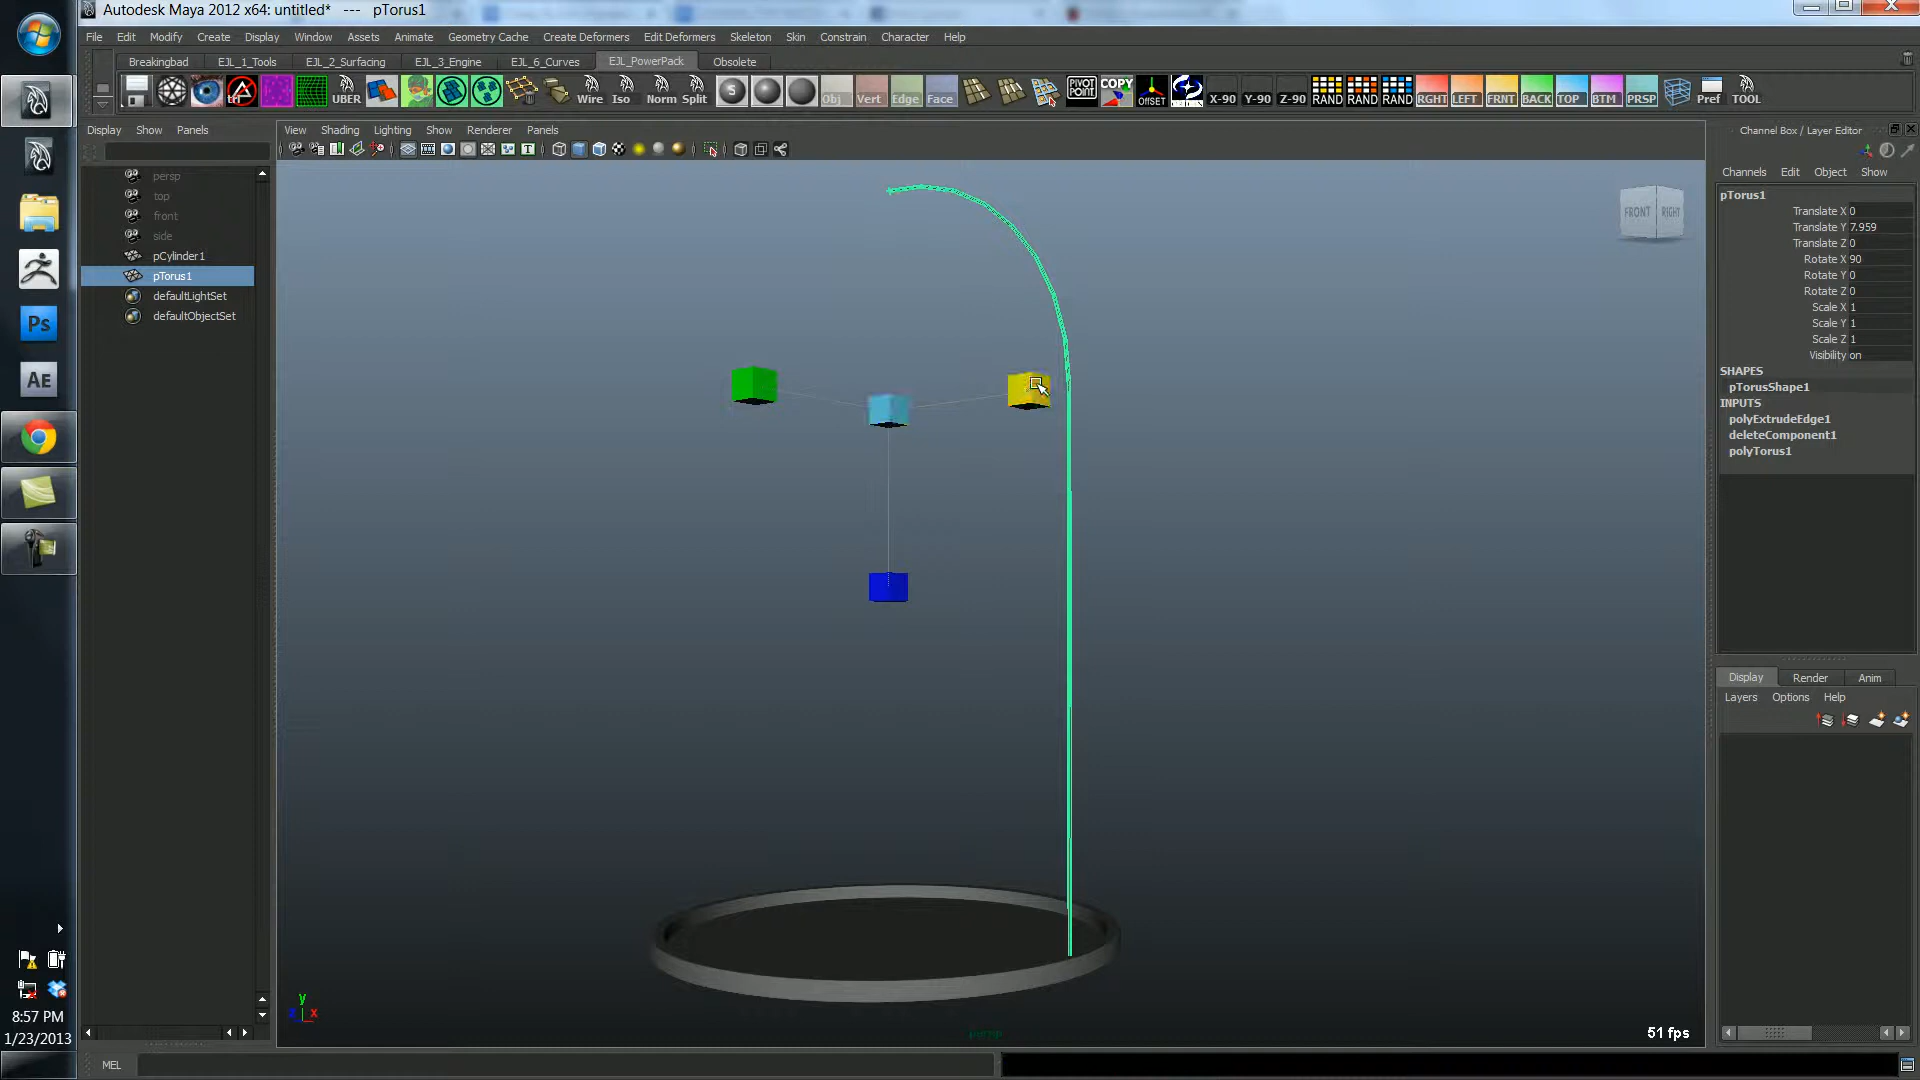 Autodesk Maya 2012 x64: untitled* --- pTorus1
File Edit Modify Create Display Window Assets Animate Geometry Cache Create Deformers Edit Deformers Skeleton Skin Constrain Character Help
Breakingbad EJL_1_Tools EJL_2_Surfacing EJL_3_Engine EJL_6_Curves EJL_PowerPack Obsolete
tri UBER Wire Iso Norm Split S Obj Vert Edge Face PIVOT POINT COPY OFFSET X-90 Y-90 Z-90 RAND RAND RAND RGHT LEFT FRNT BACK TOP BTM PRSP Pref TOOL
Display Show Panels
View Shading Lighting Show Renderer Panels
Channel Box / Layer Editor
Channels Edit Object Show
persp
top
front
side
pCylinder1
pTorus1
defaultLightSet
defaultObjectSet
FRONT RIGHT
pTorus1
Translate X 0
Translate Y 7.959
Translate Z 0
Rotate X 90
Rotate Y 0
Rotate Z 0
Scale X 1
Scale Y 1
Scale Z 1
Visibility on
SHAPES
pTorusShape1
INPUTS
polyExtrudeEdge1
deleteComponent1
polyTorus1
Ps
AE
Display Render Anim
Layers Options Help
y
x
persp
51 fps
8:57 PM
1/23/2013
MEL